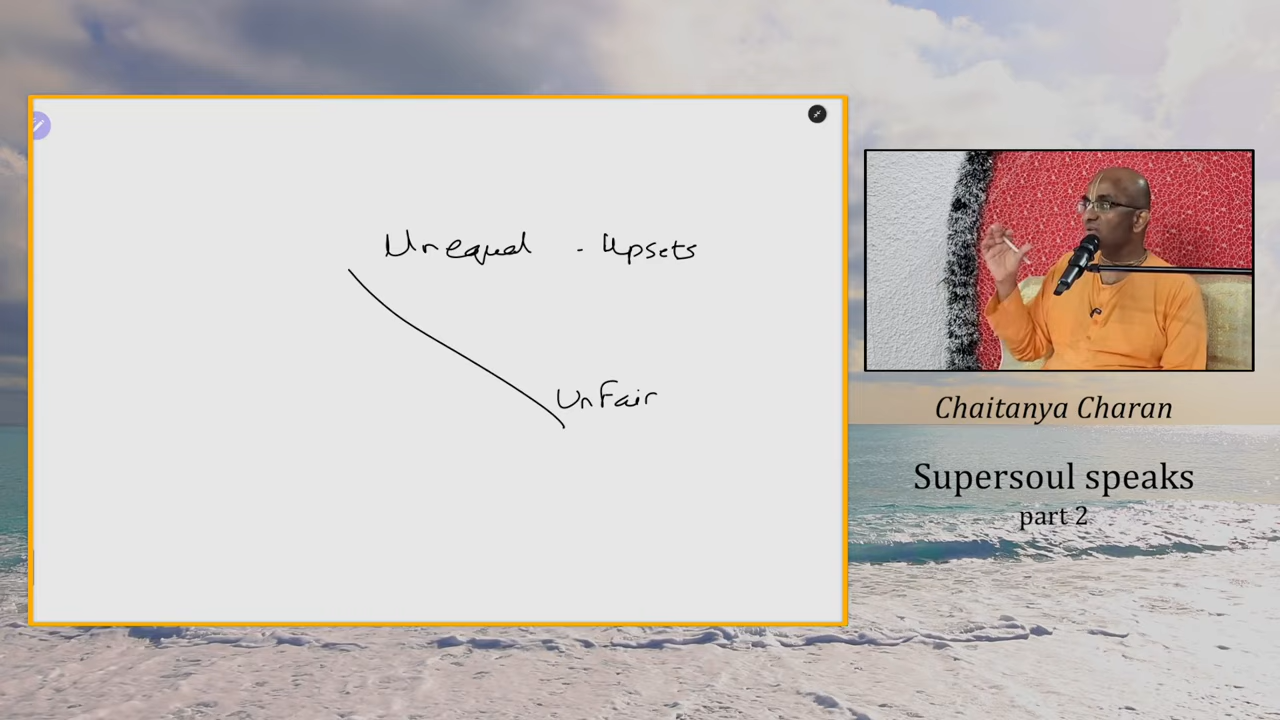 Unequal - Upsets
UnFair
Chaitanya Charan
Supersoul speaks
part 2